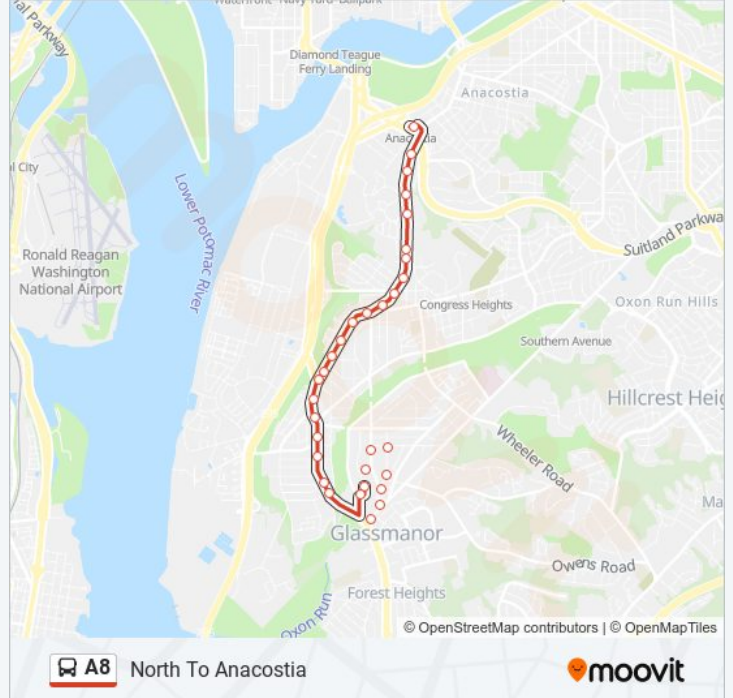 Waterfront - Navy Yard-Ballpark
Diamond Teague
Ferry Landing
Anacostia
Anacostia
l City
Lower Potomac River
Suitland Parkwa
Ronald Reagan
Washington
National Airport
Congress Heights
Oxon Run Hills
Southern Avenue
Hillcrest Heig
Wheeler Road
Ma
Glassmanor
Owens Road
Forest Heights
Oxon Run
© OpenStreetMap contributors | © OpenMapTiles
A8 North To Anacostia
moovit